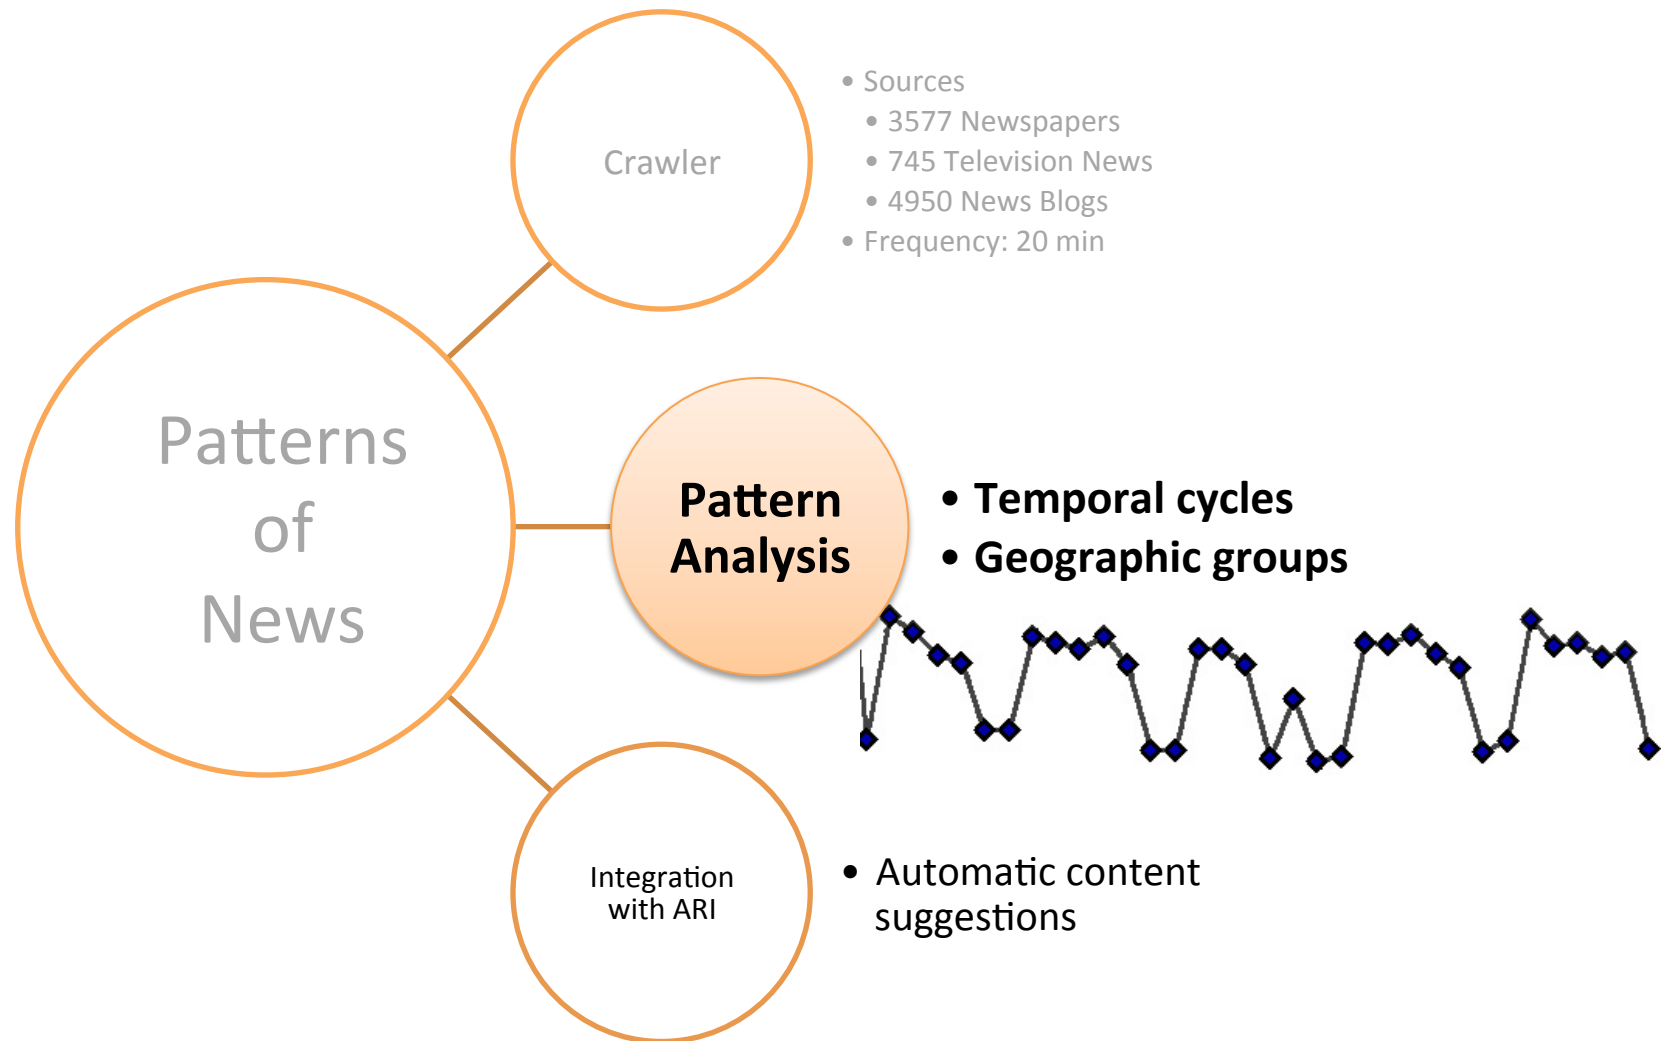 Patterns
of
News
Crawler
• Sources
• 3577 Newspapers
• 745 Television News
• 4950 News Blogs
• Frequency: 20 min
Pattern
Analysis
• Temporal cycles
• Geographic groups
Integration
with ARI
• Automatic content
suggestions